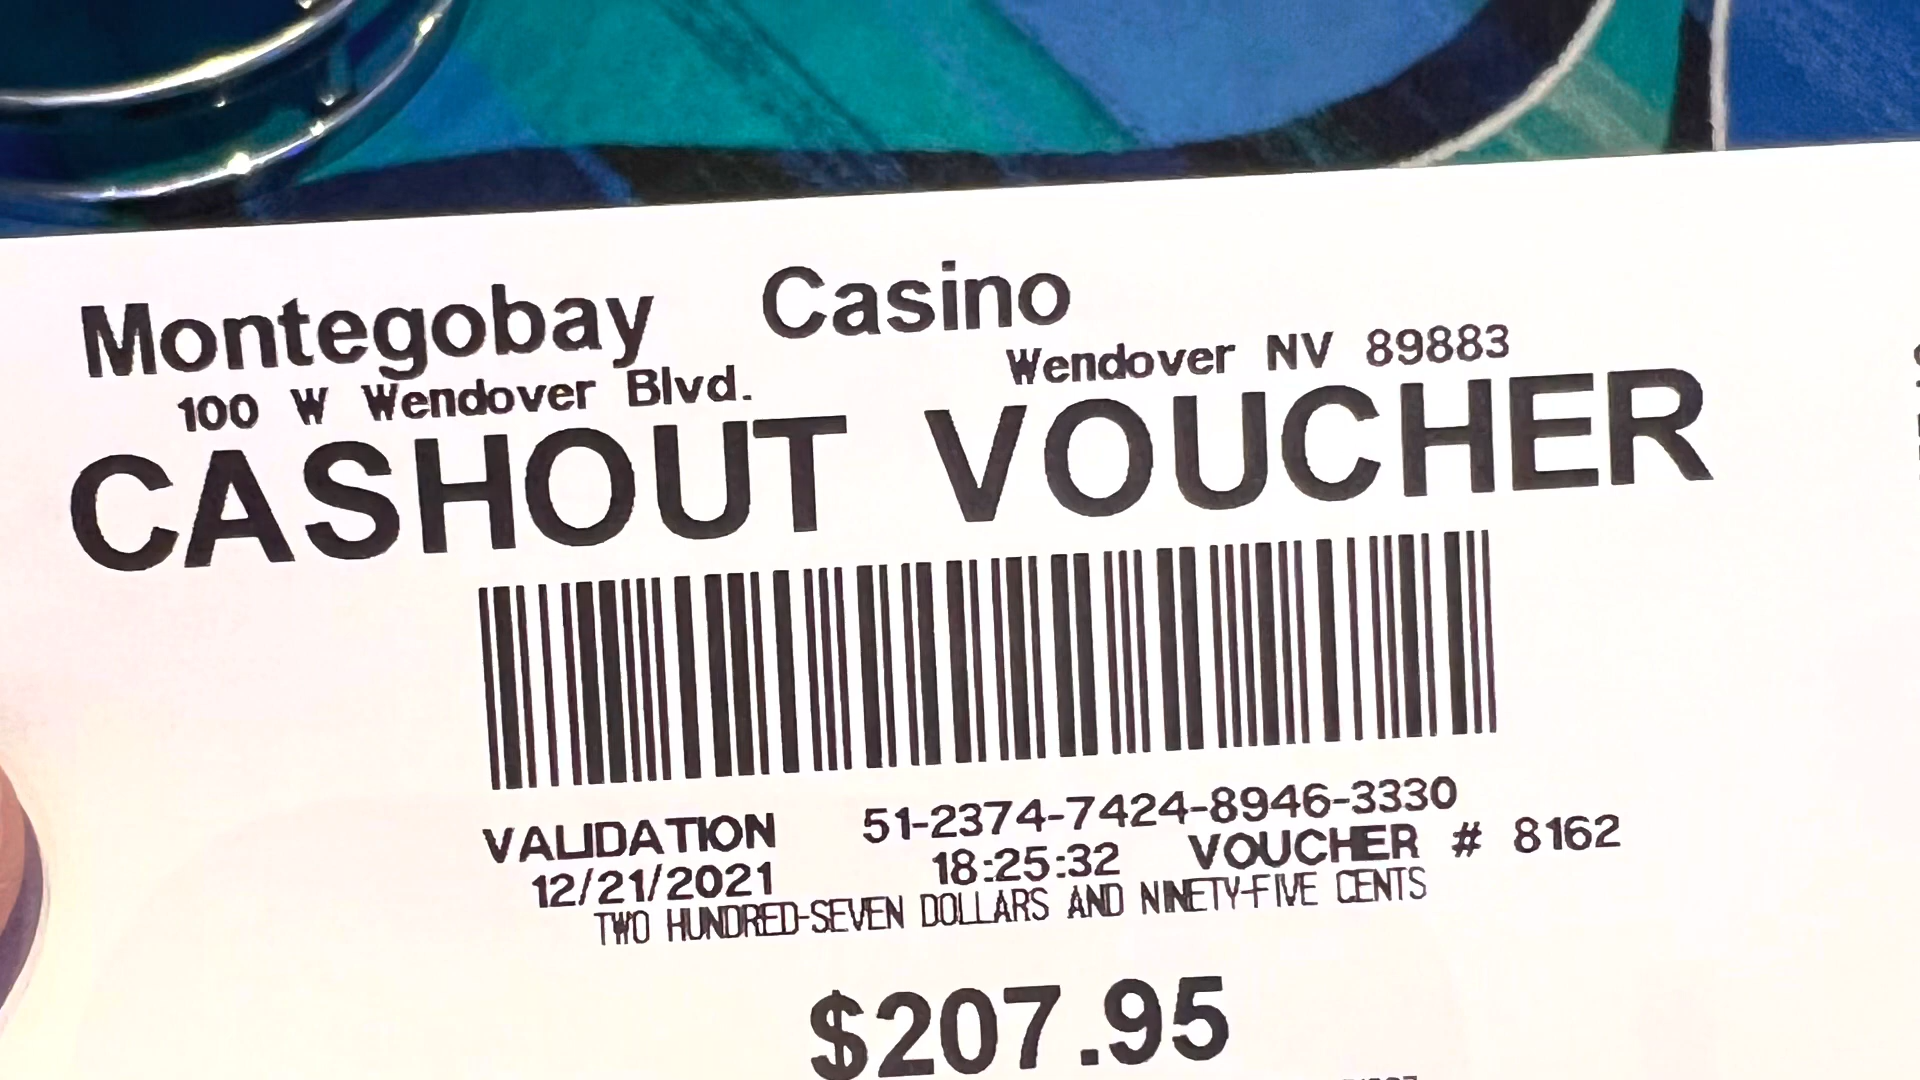 Montegobay Casino
100 W Wendover Blvd. Wendover NV 89883
CASHOUT VOUCHER
VALIDATION 51-2374-7424-8946-3330
12/21/2021 18:25:32 VOUCHER # 8162
TWO HUNDRED-SEVEN DOLLARS AND NINETY-FIVE CENTS
$207.95